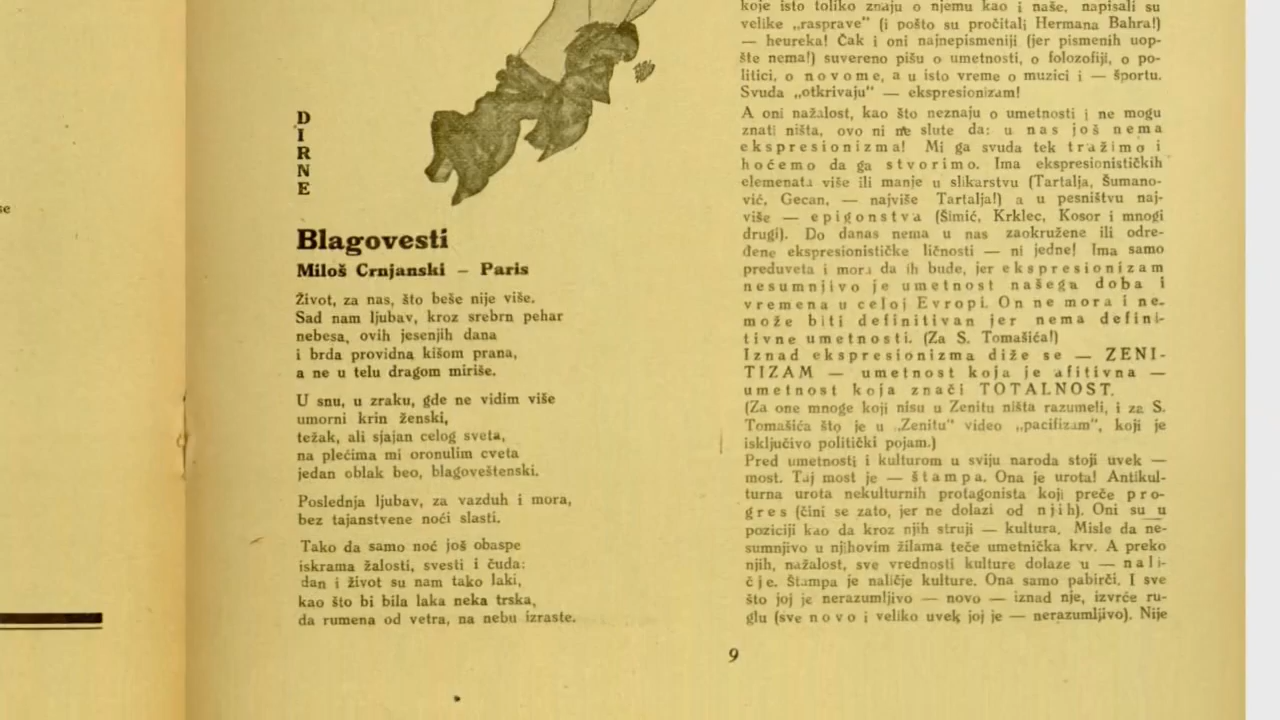 se
D
I
R
N
E
Blagovesti
Miloš Crnjanski – Paris
Život, za nas, što beše nije više.
Sad nam ljubav, kroz srebrn pehar
nebesa, ovih jesenjih dana
i brda providna kišom prana,
a ne u telu dragom miriše.
U snu, u zraku, gde ne vidim više
umorni krin ženski,
težak, ali sjajan celog sveta,
na plećima mi oronulim cveta
jedan oblak beo, blagoveštenski.
Poslednja ljubav, za vazduh i mora,
bez tajanstvene noći slasti.
Tako da samo noć još obaspe
iskrama žalosti, svesti i čuda:
dan i život su nam tako laki,
kao što bi bila laka neka trska,
da rumena od vetra, na nebu izraste.
koje isto toliko znaju o njemu kao i naše, napisali su
velike „rasprave“ (i pošto su pročitali Hermana Bahra!)
— heureka! Čak i oni najnepismeniji (jer pismenih uop-
šte nema!) suvereno pišu o umetnosti, o folozofiji, o po-
litici, o novome, a u isto vreme o muzici i — športu.
Svuda „otkrivaju“ — ekspresionizam!
A oni nažalost, kao što neznaju o umetnosti i ne mogu
znati ništa, ovo ni ne slute da: u nas još nema
ekspresionizma! Mi ga svuda tek tražimo i
hoćemo da ga stvorimo. Ima ekspresionističkih
elemenata više ili manje u slikarstvu (Tartalja, Šumano-
vić, Gecan, — najviše Tartalja!) a u pesništvu naj-
više — epigonstva (Šimić, Krklec, Kosor i mnogi
drugi). Do danas nema u nas zaokružene ili odre-
đene ekspresionističke ličnosti — ni jedne! Ima samo
preduveta i mora da ih bude, jer ekspresionizam
nesumnjivo je umetnost našega doba i
vremena u celoj Evropi. On ne mora i ne-
može biti definitivan jer nema defini-
tivne umetnosti. (Za S. Tomašića!)
Iznad ekspresionizma diže se — ZENI-
TIZAM — umetnost koja je afitivna —
umetnost koja znači TOTALNOST.
(Za one mnoge koji nisu u Zenitu ništa razumeli, i za S.
Tomašića što je u „Zenitu“ video „pacifizam“, koji je
isključivo politički pojam.)
Pred umetnosti i kulturom u sviju naroda stoji uvek —
most. Taj most je — štampa. Ona je urota! Antikul-
turna urota nekulturnih protagonista koji preče pro-
gres (čini se zato, jer ne dolazi od njih). Oni su u
poziciji kao da kroz njih struji — kultura. Misle da ne-
sumnjivo u njihovim žilama teče umetnička krv. A preko
njih, nažalost, sve vrednosti kulture dolaze u — nali-
čje. Štampa je naličje kulture. Ona samo pabirči. I sve
što joj je nerazumljivo — novo — iznad nje, izvrće ru-
glu (sve novo i veliko uvek joj je — nerazumljivo). Nije
9